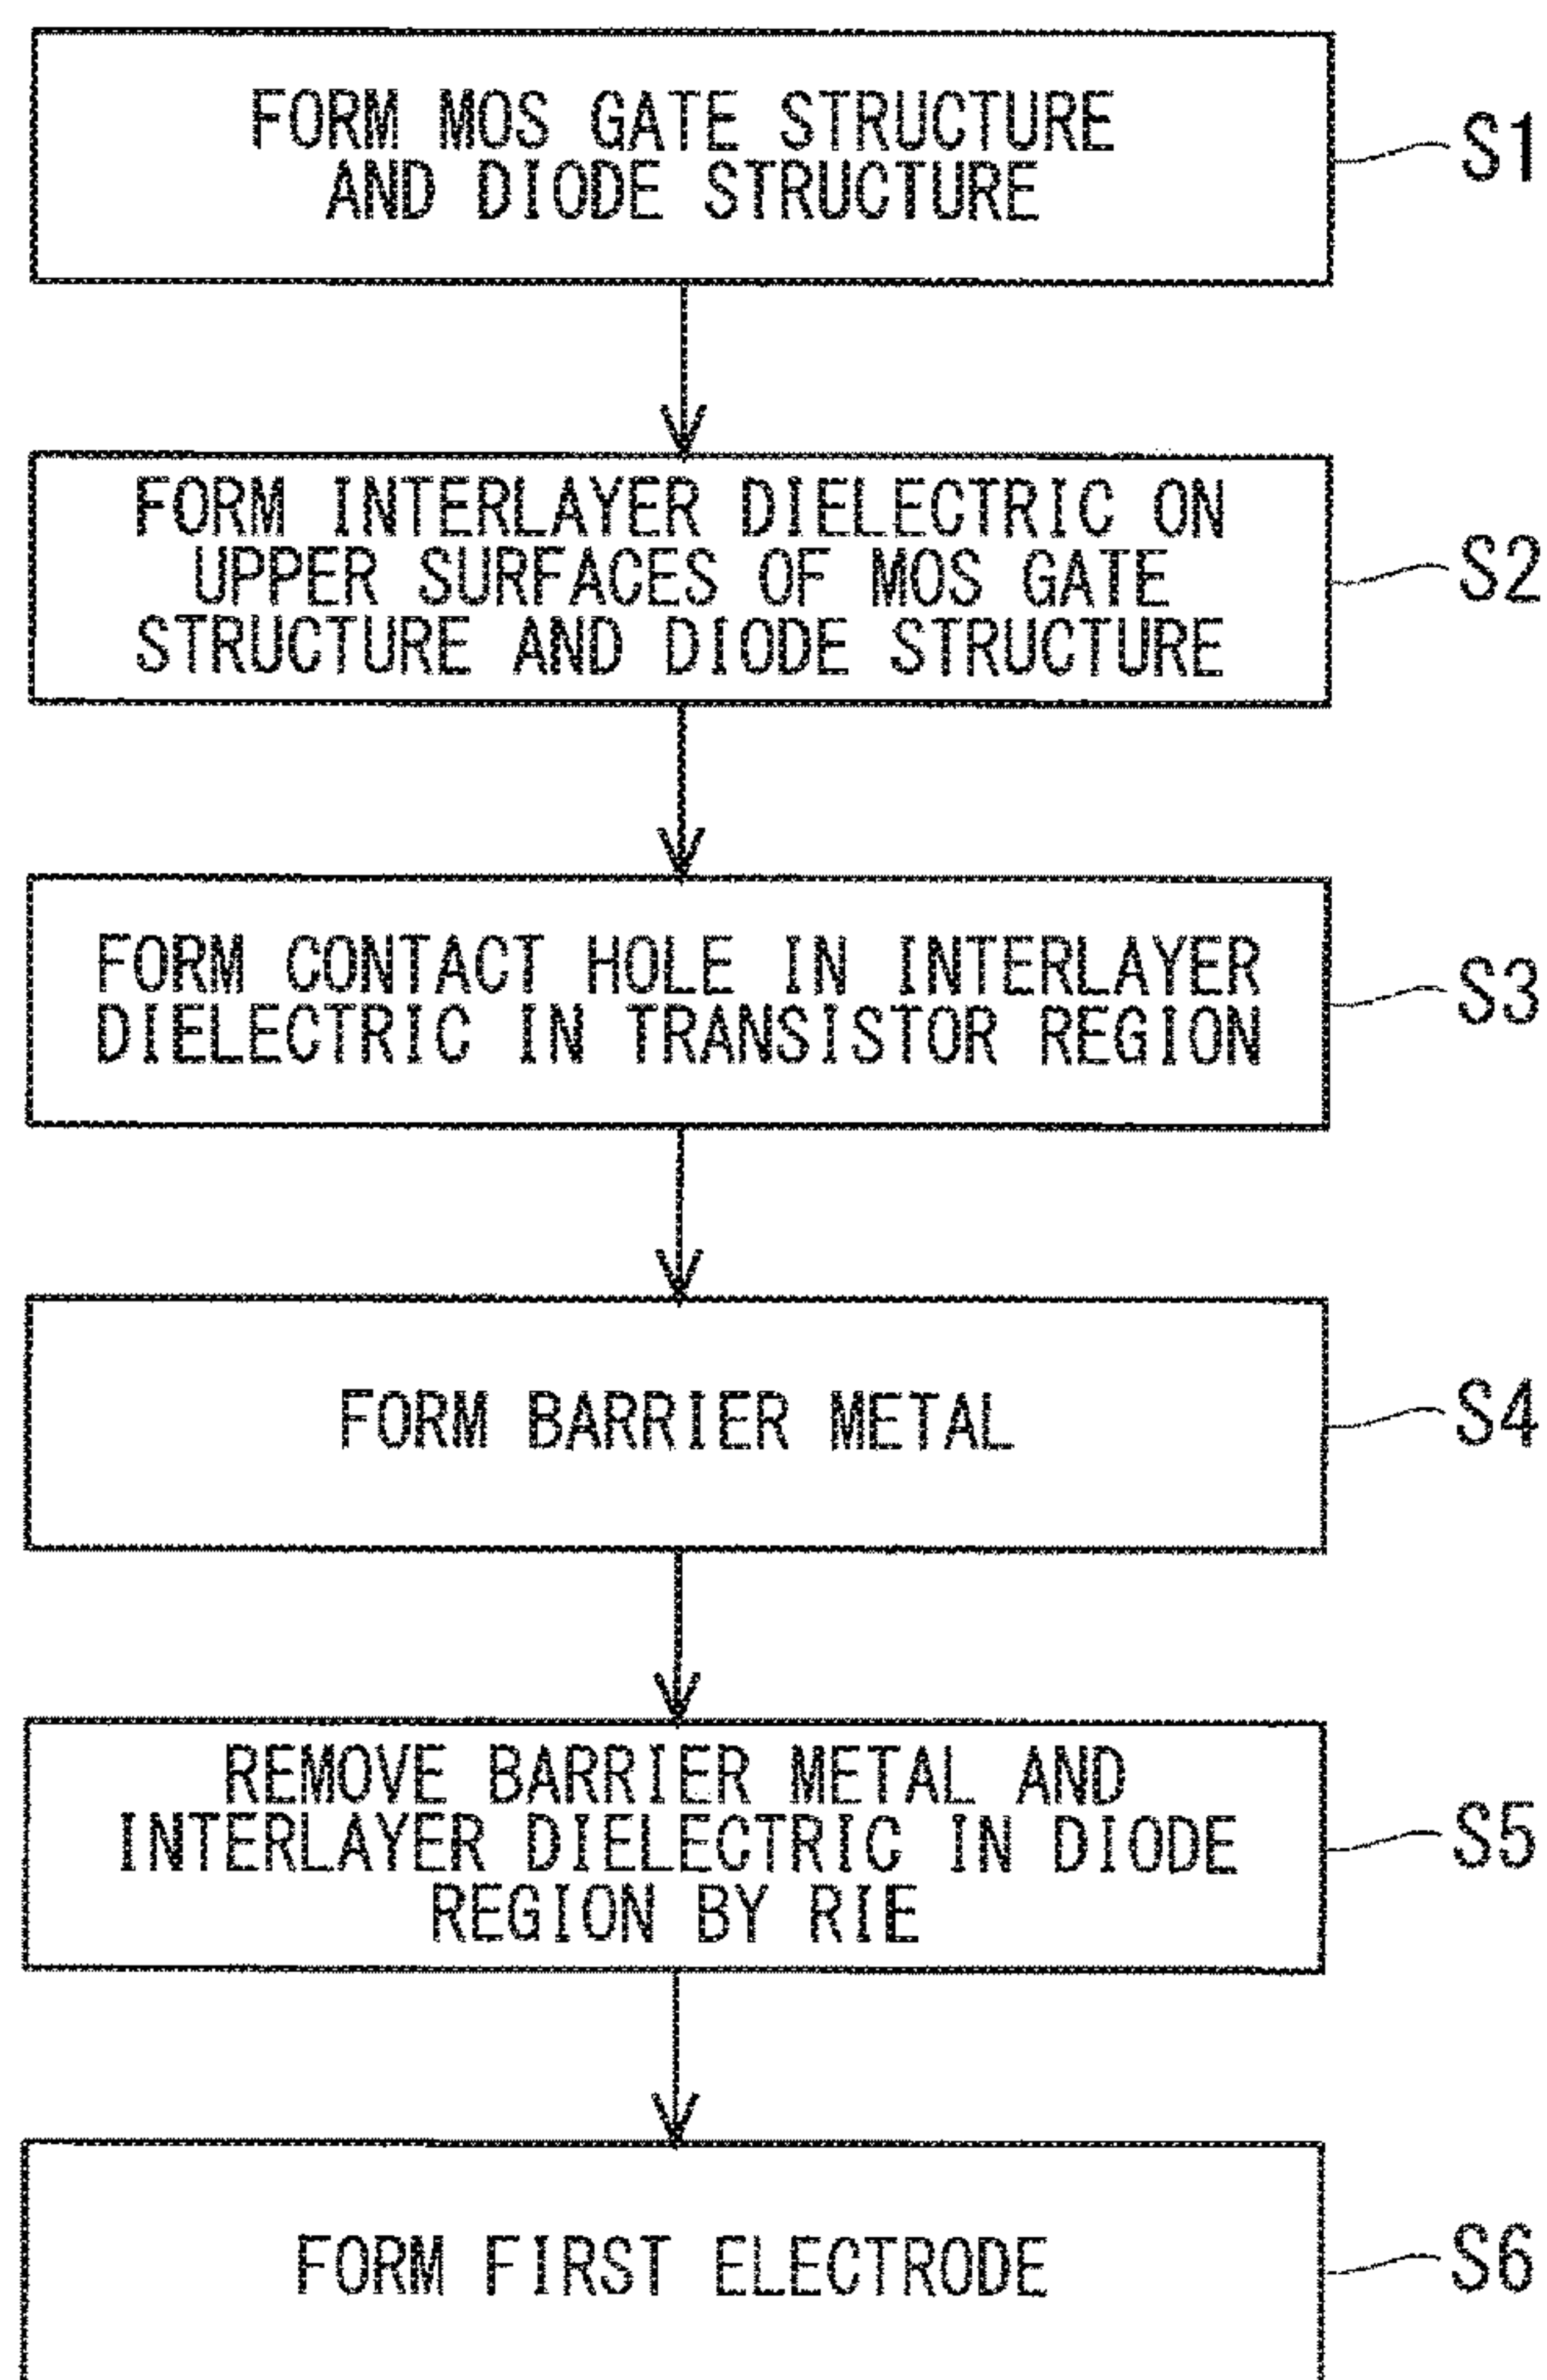 FORM MOS GATE STRUCTURE
AND DIODE STRUCTURE
S1
FORM INTERLAYER DIELECTRIC ON
UPPER SURFACES OF MOS GATE
STRUCTURE AND DIODE STRUCTURE
S2
FORM CONTACT HOLE IN INTERLAYER
DIELECTRIC IN TRANSISTOR REGION
S3
FORM BARRIER METAL
S4
REMOVE BARRIER METAL AND
INTERLAYER DIELECTRIC IN DIODE
REGION BY RIE
S5
FORM FIRST ELECTRODE
S6